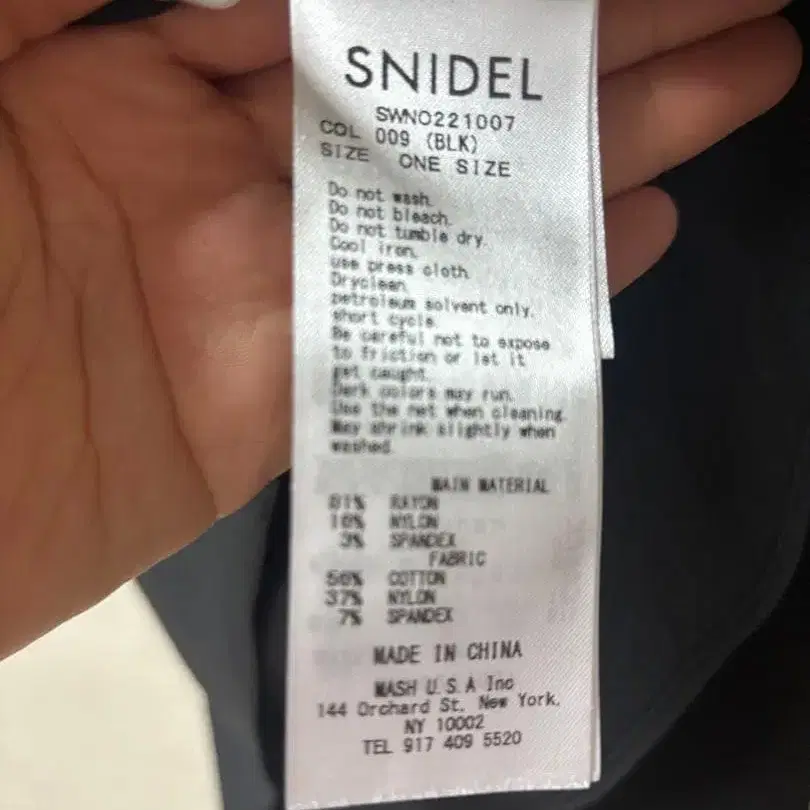 SNIDEL
SWNO221007
COL 009 (BLK)
SIZE ONE SIZE
Do not wash.
Do not bleach.
Do not tumble dry.
Cool iron.
use press cloth.
Dryclean.
petroleum solvent only.
short cycle.
Be careful not to expose
to friction or let it
get caught.
Dark colors may run.
Use the net when cleaning.
May shrink slightly when
washed.
MAIN MATERIAL
81% RAYON
16% NYLON
3% SPANDEX
FABRIC
56% COTTON
37% NYLON
7% SPANDEX
MADE IN CHINA
MASH U.S.A Inc
144 Orchard St. New York,
NY 10002
TEL 917 409 5520